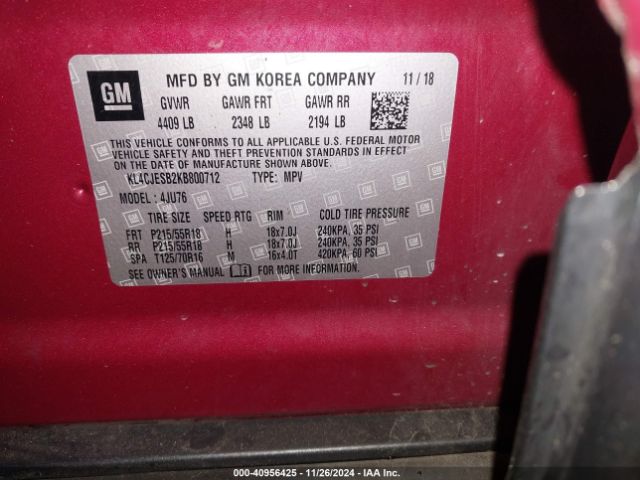 GM
MFD BY GM KOREA COMPANY 11 / 18
GVWR GAWR FRT GAWR RR
4409 LB 2348 LB 2194 LB
THIS VEHICLE CONFORMS TO ALL APPLICABLE U.S. FEDERAL MOTOR
VEHICLE SAFETY AND THEFT PREVENTION STANDARDS IN EFFECT
ON THE DATE OF MANUFACTURE SHOWN ABOVE.
KL4CJESB2KB800712 TYPE: MPV
MODEL : 4JU76
TIRE SIZE SPEED RTG RIM COLD TIRE PRESSURE
FRT P215/55R18 H 18x7.0J 240KPA, 35 PSI
RR P215/55R18 H 18x7.0J 240KPA, 35 PSI
SPA T125/70R16 M 16x4.0T 420KPA, 60 PSI
SEE OWNER'S MANUAL FOR MORE INFORMATION.
000-40956425 - 11/26/2024 - IAA Inc.